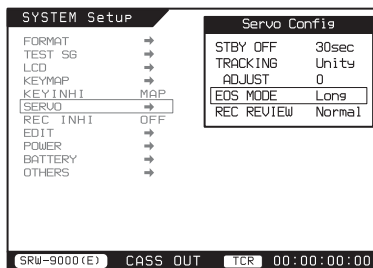 SYSTEM Setup
FORMAT ➡
TEST SG ➡
LCD ➡
KEYMAP ➡
KEYINHI MAP
SERVO ➡
REC INHI OFF
EDIT ➡
POWER ➡
BATTERY ➡
OTHERS ➡
Servo Config
STBY OFF 30sec
TRACKING Unity
ADJUST 0
EOS MODE Long
REC REVIEW Normal
SRW-9000(E) CASS OUT TCR 00:00:00:00